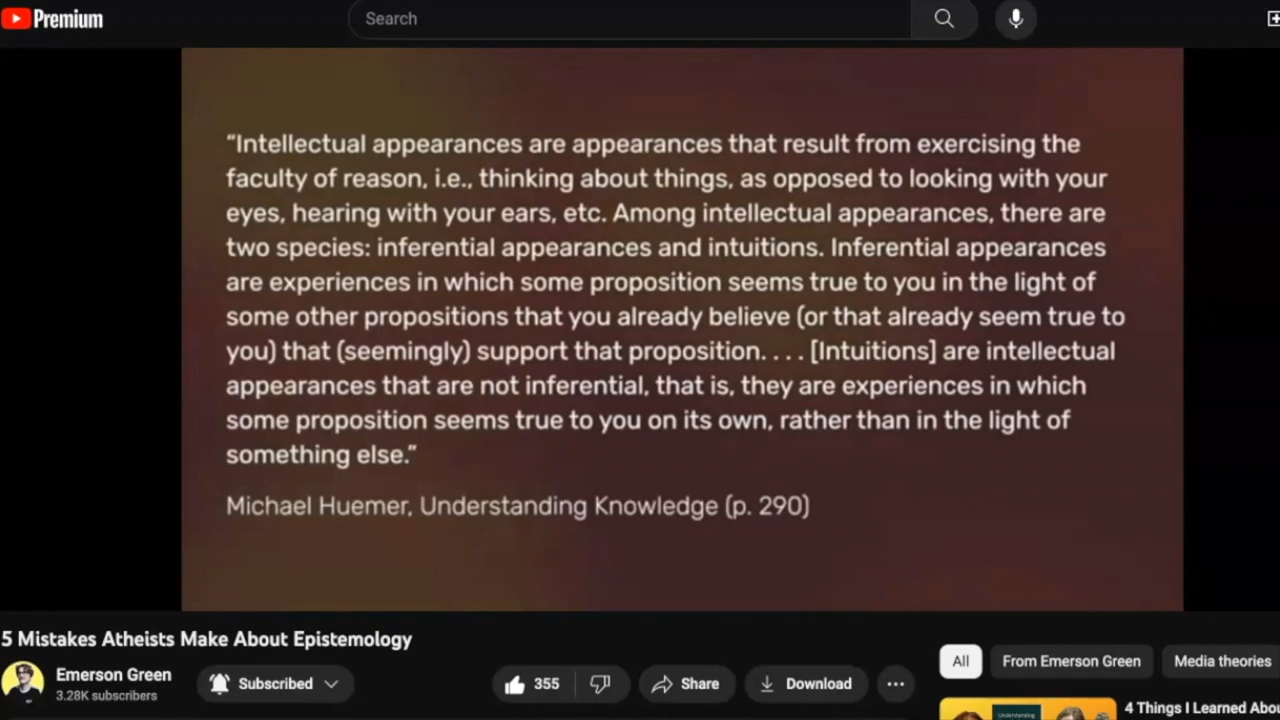 Premium
Search
“Intellectual appearances are appearances that result from exercising the
faculty of reason, i.e., thinking about things, as opposed to looking with your
eyes, hearing with your ears, etc. Among intellectual appearances, there are
two species: inferential appearances and intuitions. Inferential appearances
are experiences in which some proposition seems true to you in the light of
some other propositions that you already believe (or that already seem true to
you) that (seemingly) support that proposition. . . . [Intuitions] are intellectual
appearances that are not inferential, that is, they are experiences in which
some proposition seems true to you on its own, rather than in the light of
something else.”
Michael Huemer, Understanding Knowledge (p. 290)
5 Mistakes Atheists Make About Epistemology
Emerson Green
3.28K subscribers
Subscribed
355
Share
Download
All
From Emerson Green
Media theories
4 Things I Learned Abou
Understanding